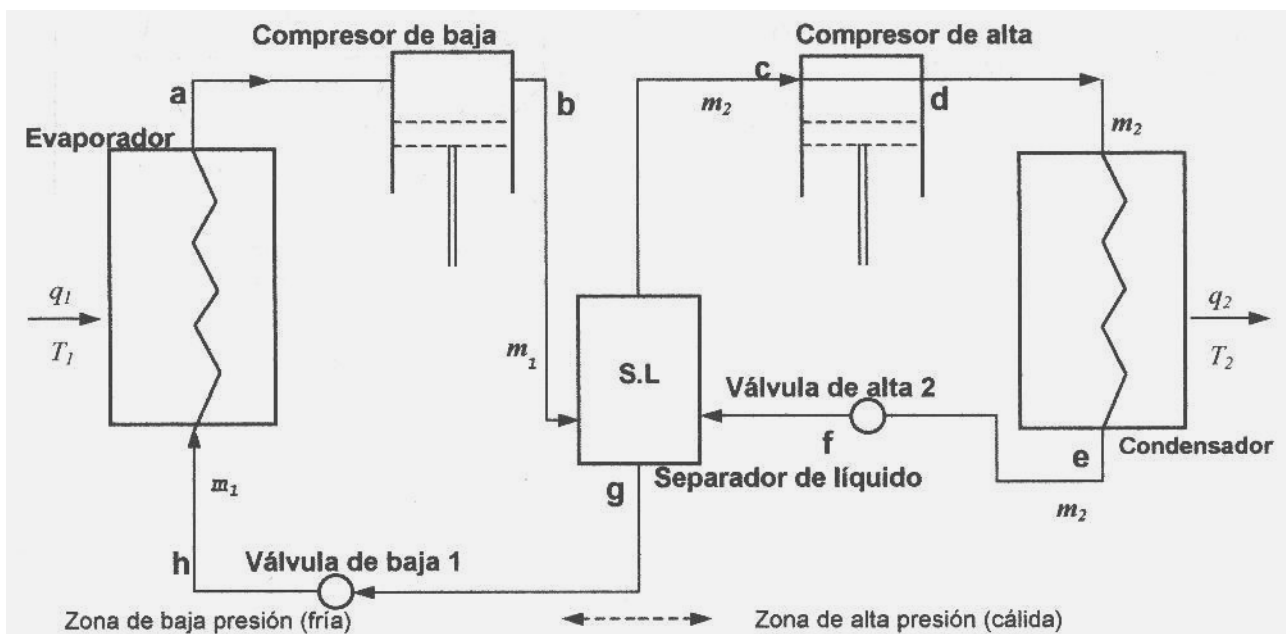 Compresor de baja
Compresor de alta
a
b
c
d
m2
m2
Evaporador
q1
T1
m1
S.L
Válvula de alta 2
q2
T2
f
e
Condensador
g
Separador de líquido
m2
m1
h
Válvula de baja 1
Zona de baja presión (fría)
Zona de alta presión (cálida)